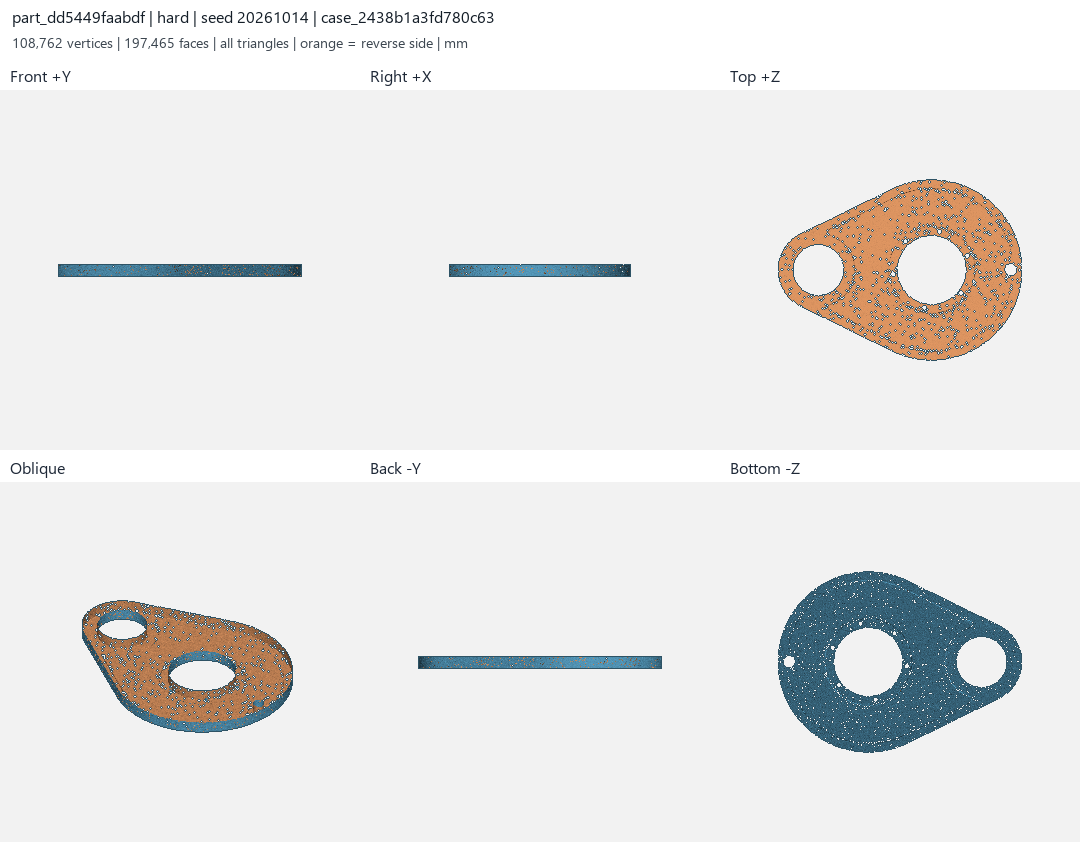 part_dd5449faabdf | hard | seed 20261014 | case_2438b1a3fd780c63
108,762 vertices | 197,465 faces | all triangles | orange = reverse side | mm
Front +Y
Right +X
Top +Z
Oblique
Back -Y
Bottom -Z